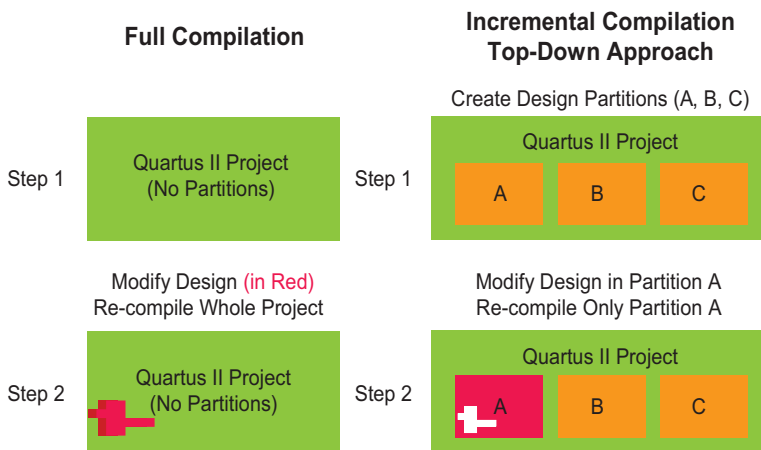 Full Compilation
Incremental Compilation
Top-Down Approach
Create Design Partitions (A, B, C)
Step 1
Quartus II Project
(No Partitions)
Step 1
Quartus II Project
A
B
C
Modify Design (in Red)
Re-compile Whole Project
Modify Design in Partition A
Re-compile Only Partition A
Step 2
Quartus II Project
(No Partitions)
Step 2
Quartus II Project
A
B
C